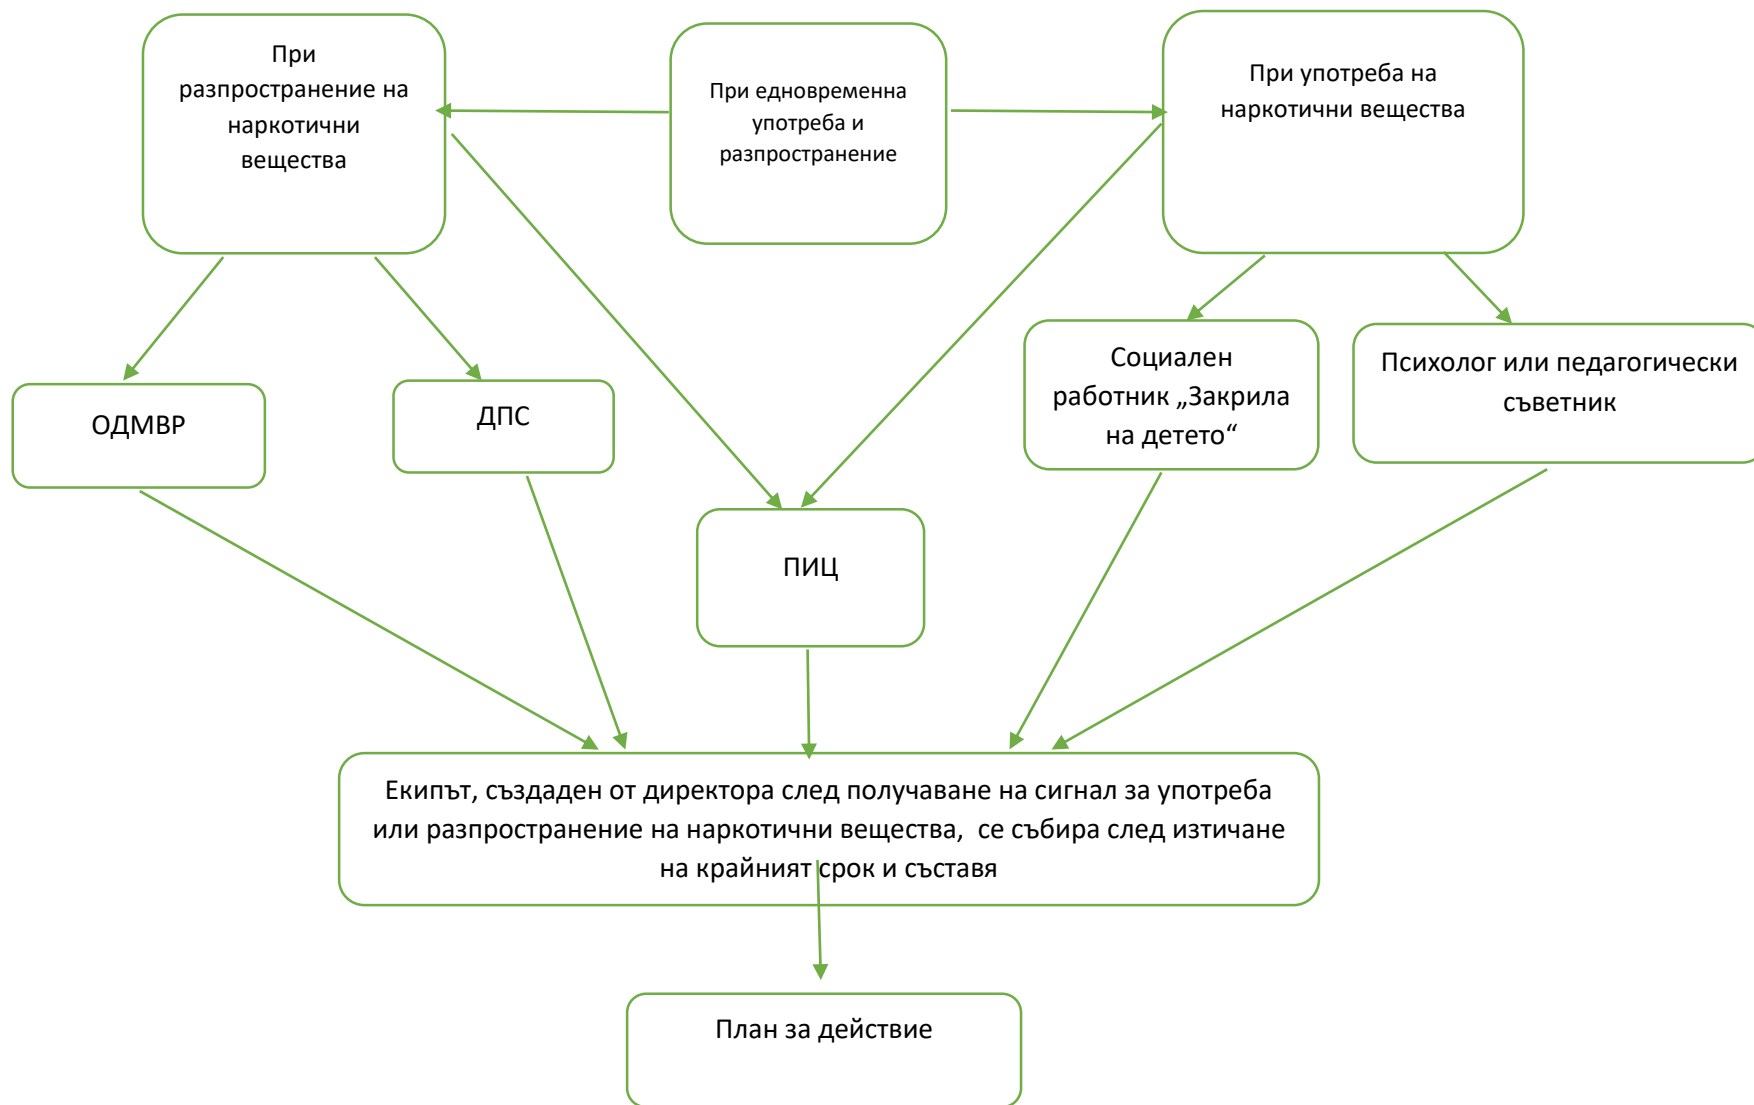 При
разпространение на
наркотични
вещества
При едновременна
употреба и
разпространение
При употреба на
наркотични вещества
ОДМВР
ДПС
Социален
работник „Закрила
на детето“
Психолог или педагогически
съветник
ПИЦ
Екипът, създаден от директора след получаване на сигнал за употреба
или разпространение на наркотични вещества, се събира след изтичане
на крайният срок и съставя
План за действие